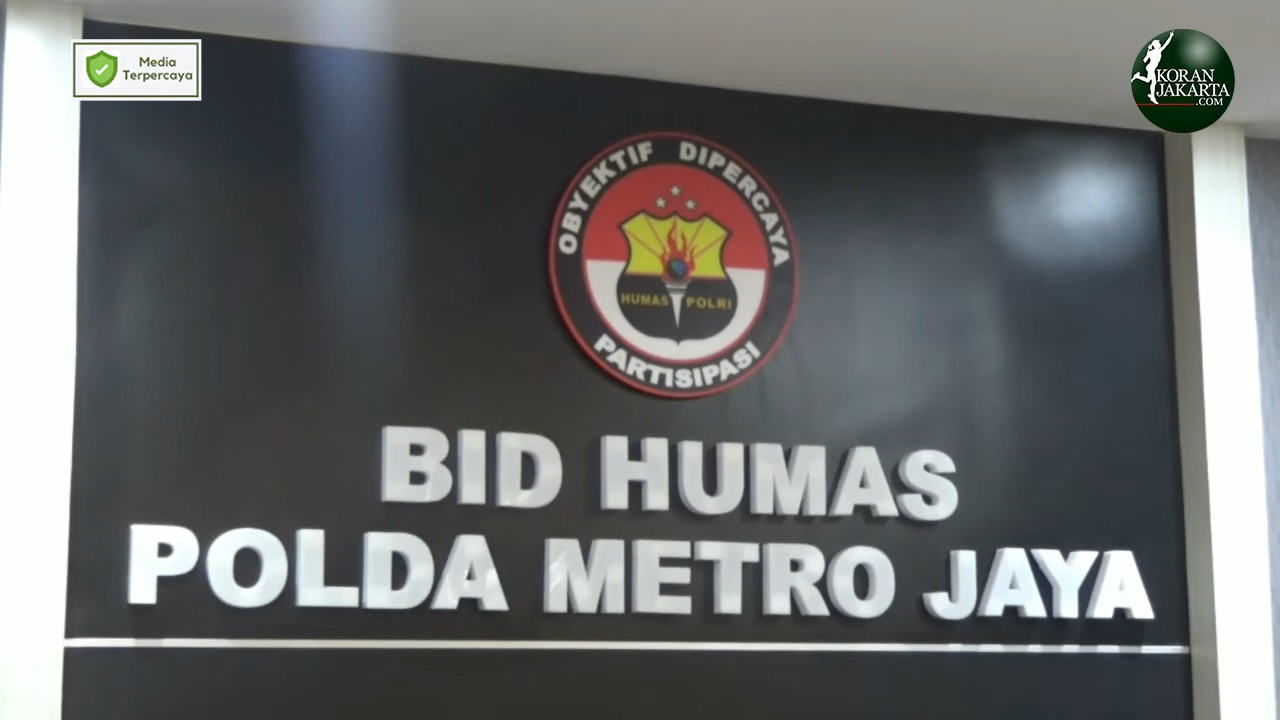 Media
Terpercaya
KORAN
JAKARTA
.COM
OBYEKTIF DIPERCAYA
HUMAS POLRI
PARTISIPASI
BID HUMAS
POLDA METRO JAYA